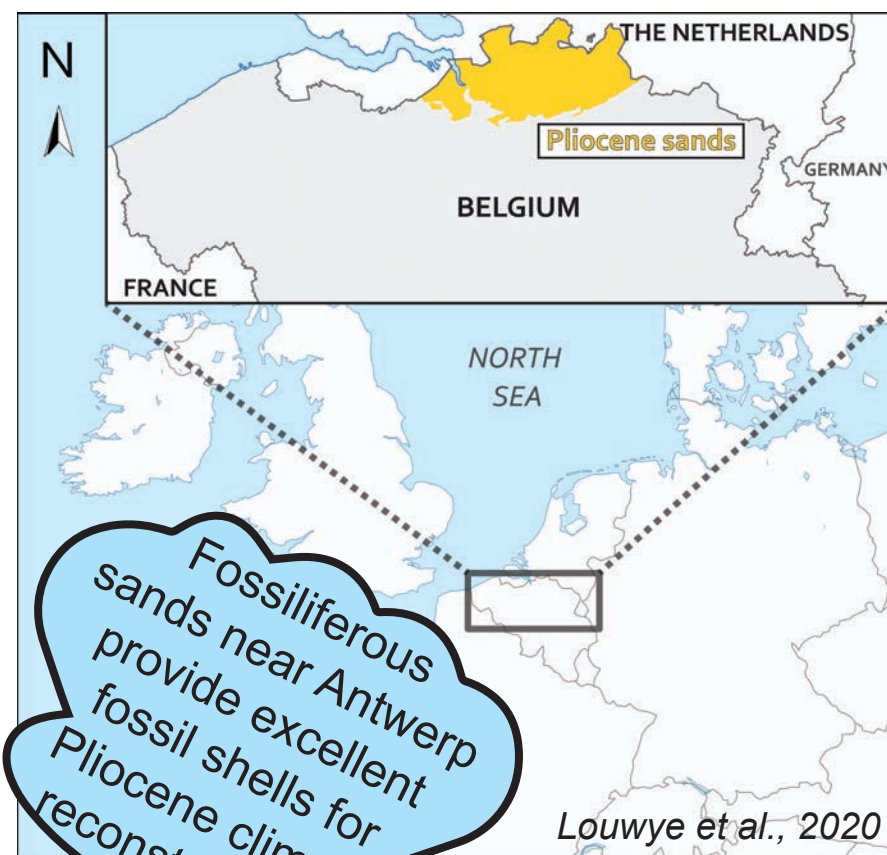 N
THE NETHERLANDS
Pliocene sands
GERMANY
BELGIUM
FRANCE
NORTH
SEA
Fossiliferous
sands near Antwerp
provide excellent
fossil shells for
Pliocene
Louwye et al., 2020